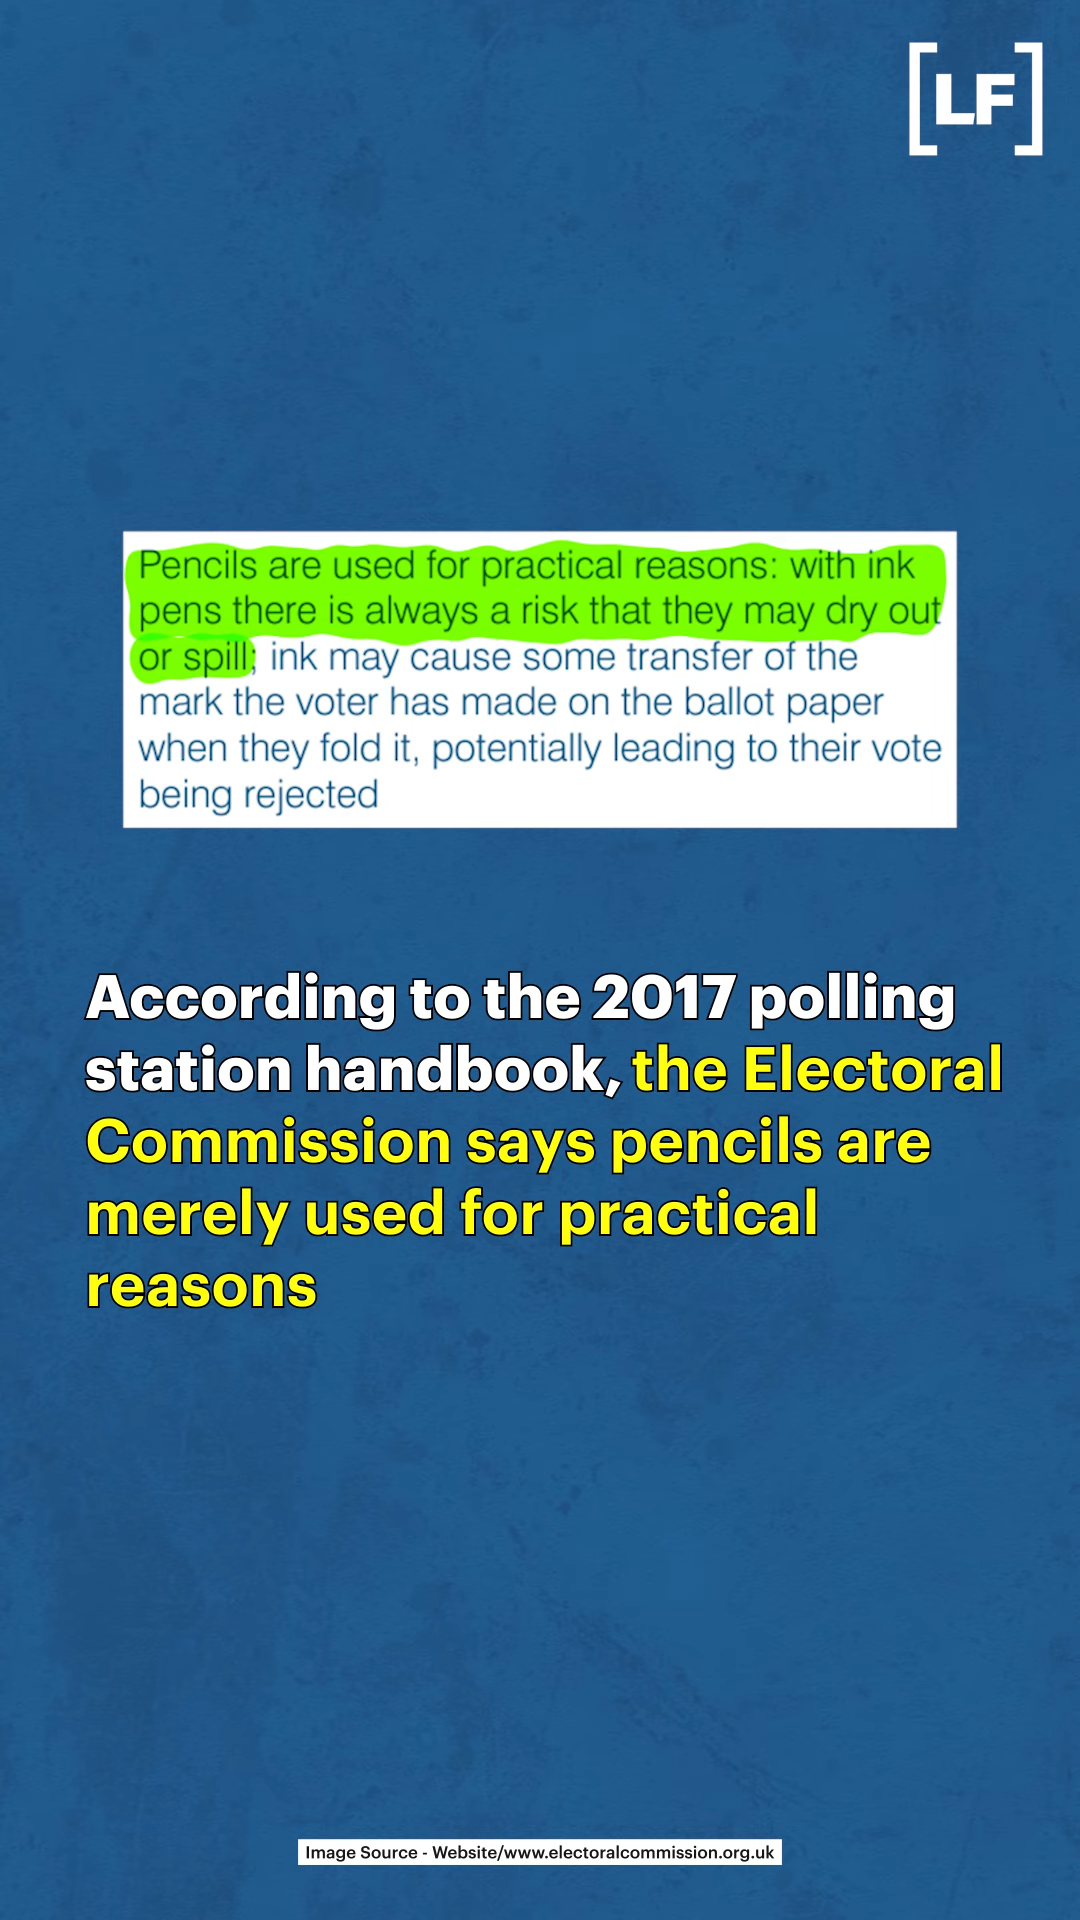 [LF]
Pencils are used for practical reasons: with ink
pens there is always a risk that they may dry out
or spill; ink may cause some transfer of the
mark the voter has made on the ballot paper
when they fold it, potentially leading to their vote
being rejected
According to the 2017 polling
station handbook, the Electoral
Commission says pencils are
merely used for practical
reasons
Image Source - Website/www.electoralcommission.org.uk